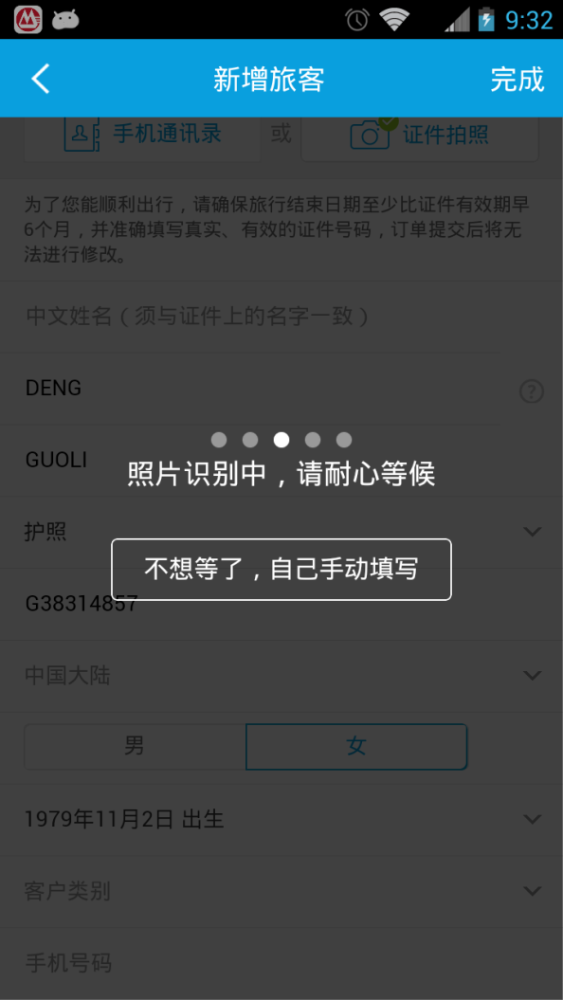 9:32
新增旅客
完成
手机通讯录
或
证件拍照
为了您能顺利出行，请确保旅行结束日期至少比证件有效期早
6个月，并准确填写真实、有效的证件号码，订单提交后将无
法进行修改。
中文姓名（须与证件上的名字一致）
DENG
?
GUOLI
照片识别中，请耐心等候
护照
不想等了，自己手动填写
G38314857
中国大陆
男
女
1979年11月2日 出生
客户类别
手机号码